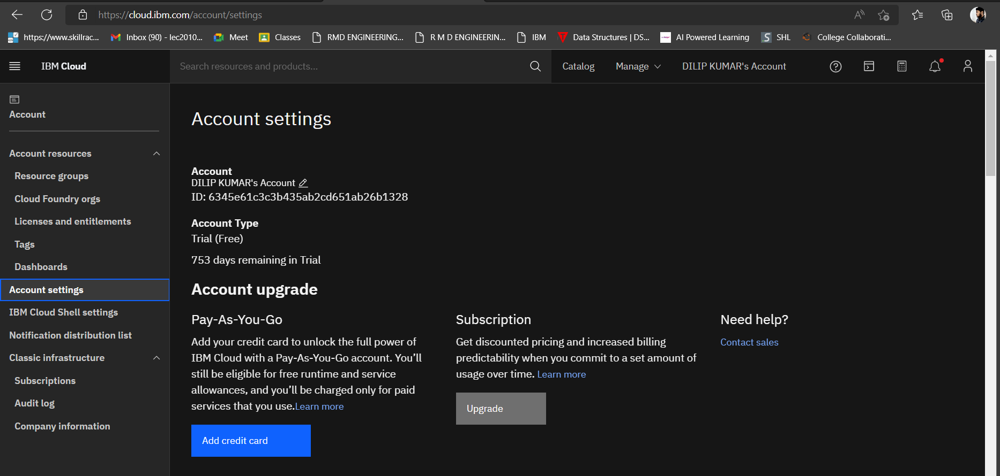 https://cloud.ibm.com/account/settings
https://www.skillrac... Inbox (90) - lec2010... Meet Classes RMD ENGINEERING... R M D ENGINEERIN... IBM Data Structures | DS... AI Powered Learning SHL College Collaborati...
IBM Cloud Search resources and products... Catalog Manage DILIP KUMAR's Account
Account
Account resources
Resource groups
Cloud Foundry orgs
Licenses and entitlements
Tags
Dashboards
Account settings
IBM Cloud Shell settings
Notification distribution list
Classic infrastructure
Subscriptions
Audit log
Company information
Account settings
Account
DILIP KUMAR's Account
ID: 6345e61c3c3b435ab2cd651ab26b1328
Account Type
Trial (Free)
753 days remaining in Trial
Account upgrade
Pay-As-You-Go
Add your credit card to unlock the full power of
IBM Cloud with a Pay-As-You-Go account. You’ll
still be eligible for free runtime and service
allowances, and you’ll be charged only for paid
services that you use.Learn more
Add credit card
Subscription
Get discounted pricing and increased billing
predictability when you commit to a set amount of
usage over time. Learn more
Upgrade
Need help?
Contact sales